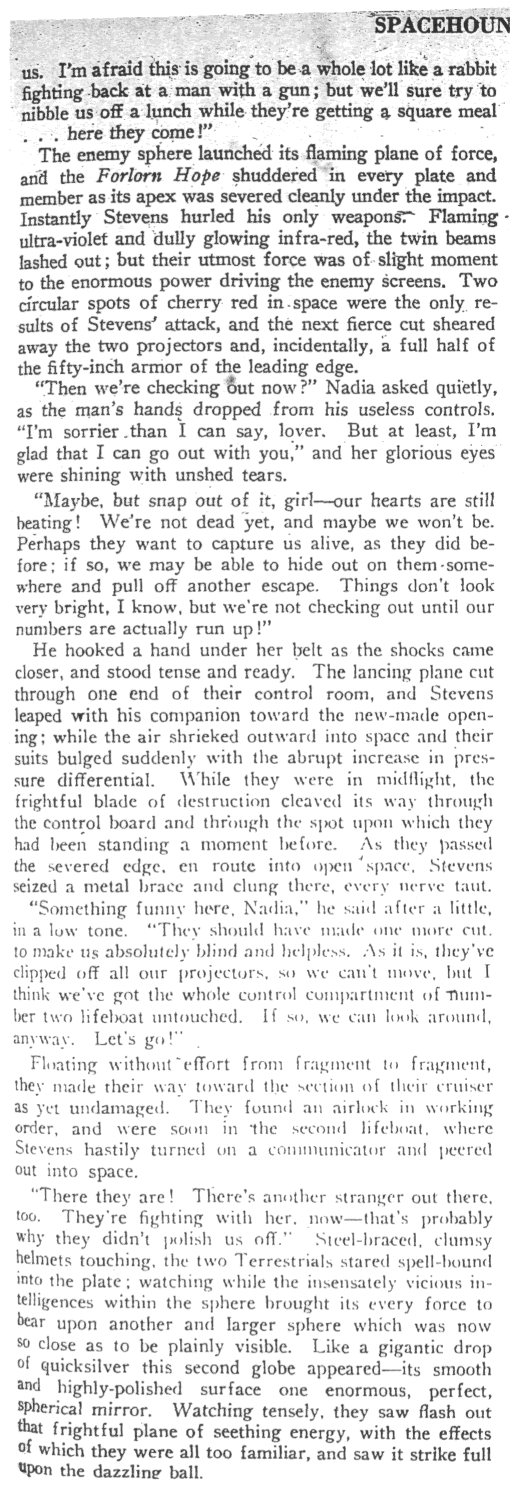 SPACEHOUN
us. I'm afraid this is going to be a whole lot like a rabbit
fighting back at a man with a gun; but we'll sure try to
nibble us off a lunch while they're getting a square meal
. . . here they come!"
The enemy sphere launched its flaming plane of force,
and the Forlorn Hope shuddered in every plate and
member as its apex was severed cleanly under the impact.
Instantly Stevens hurled his only weapons. Flaming
ultra-violet and dully glowing infra-red, the twin beams
lashed out; but their utmost force was of slight moment
to the enormous power driving the enemy screens. Two
circular spots of cherry red in space were the only re-
sults of Stevens' attack, and the next fierce cut sheared
away the two projectors and, incidentally, a full half of
the fifty-inch armor of the leading edge.
"Then we're checking out now?" Nadia asked quietly,
as the man's hands dropped from his useless controls.
"I'm sorrier than I can say, lover. But at least, I'm
glad that I can go out with you," and her glorious eyes
were shining with unshed tears.
"Maybe, but snap out of it, girl—our hearts are still
beating! We're not dead yet, and maybe we won't be.
Perhaps they want to capture us alive, as they did be-
fore; if so, we may be able to hide out on them some-
where and pull off another escape. Things don't look
very bright, I know, but we're not checking out until our
numbers are actually run up!"
He hooked a hand under her belt as the shocks came
closer, and stood tense and ready. The lancing plane cut
through one end of their control room, and Stevens
leaped with his companion toward the new-made open-
ing; while the air shrieked outward into space and their
suits bulged suddenly with the abrupt increase in pres-
sure differential. While they were in midflight, the
frightful blade of destruction cleaved its way through
the control board and through the spot upon which they
had been standing a moment before. As they passed
the severed edge, en route into open space, Stevens
seized a metal brace and clung there, every nerve taut.
"Something funny here, Nadia," he said after a little,
in a low tone. "They should have made one more cut,
to make us absolutely blind and helpless. As it is, they've
clipped off all our projectors, so we can't move, but I
think we've got the whole control compartment of num-
ber two lifeboat untouched. If so, we can look around,
anyway. Let's go!"
Floating without effort from fragment to fragment,
they made their way toward the section of their cruiser
as yet undamaged. They found an airlock in working
order, and were soon in the second lifeboat, where
Stevens hastily turned on a communicator and peered
out into space.
"There they are! There's another stranger out there,
too. They're fighting with her, now—that's probably
why they didn't polish us off." Steel-braced, clumsy
helmets touching, the two Terrestrials stared spell-bound
into the plate; watching while the insensately vicious in-
telligences within the sphere brought its every force to
bear upon another and larger sphere which was now
so close as to be plainly visible. Like a gigantic drop
of quicksilver this second globe appeared—its smooth
and highly-polished surface one enormous, perfect,
spherical mirror. Watching tensely, they saw flash out
that frightful plane of seething energy, with the effects
of which they were all too familiar, and saw it strike full
upon the dazzling ball.